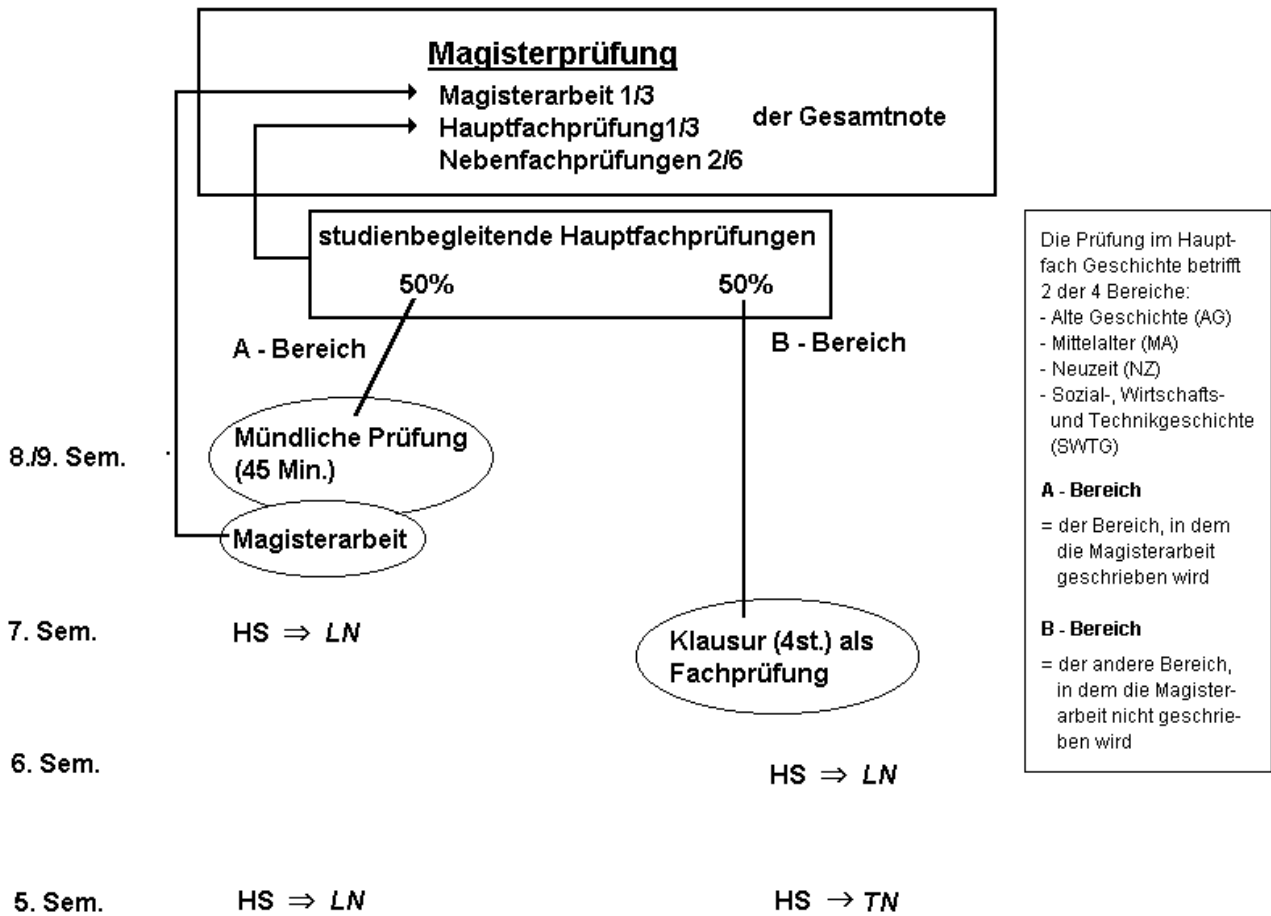 Magisterprüfung
Magisterarbeit 1/3
Hauptfachprüfung1/3
Nebenfachprüfungen 2/6
der Gesamtnote
studienbegleitende Hauptfachprüfungen
50%
50%
A - Bereich
B - Bereich
8./9. Sem.
Mündliche Prüfung
(45 Min.)
Magisterarbeit
7. Sem.
HS ⇒ LN
Klausur (4st.) als
Fachprüfung
6. Sem.
HS ⇒ LN
5. Sem.
HS ⇒ LN
HS → TN
Die Prüfung im Haupt-
fach Geschichte betrifft
2 der 4 Bereiche:
- Alte Geschichte (AG)
- Mittelalter (MA)
- Neuzeit (NZ)
- Sozial-, Wirtschafts-
und Technikgeschichte
(SWTG)
A - Bereich
= der Bereich, in dem
die Magisterarbeit
geschrieben wird
B - Bereich
= der andere Bereich,
in dem die Magister-
arbeit nicht geschrie-
ben wird